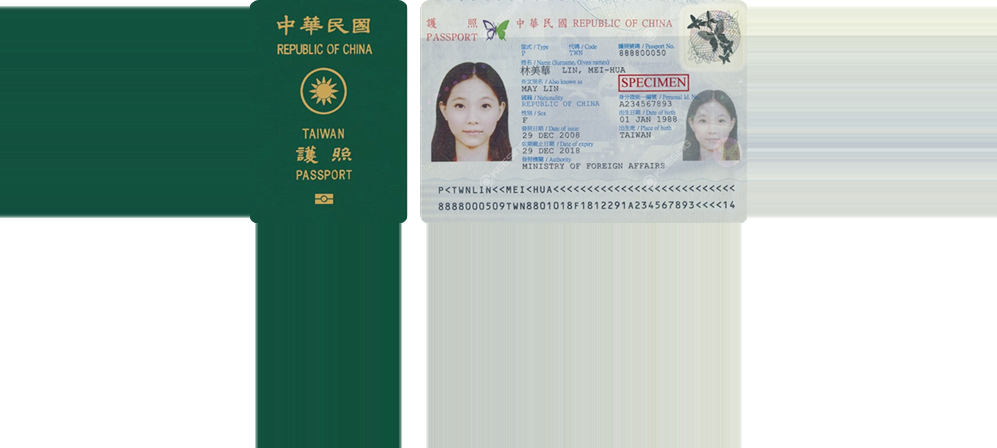 中華民國
REPUBLIC OF CHINA
TAIWAN
護照
PASSPORT
護 照 中華民國 REPUBLIC OF CHINA
PASSPORT
型式 / Type 代碼 / Code 護照號碼 / Passport No.
P TWN 888800050
姓名 / Name (Surname, Given names)
林美華 LIN, MEI-HUA
外文別名 / Also known as
MAY LIN
SPECIMEN
國籍 / Nationality 身分證統一編號 / Personal Id. No.
REPUBLIC OF CHINA A234567893
性別 / Sex 出生日期 / Date of birth
F 01 JAN 1988
發照日期 / Date of issue 出生地 / Place of birth
29 DEC 2008 TAIWAN
效期截止日期 / Date of expiry
29 DEC 2018
發照機關 / Authority
MINISTRY OF FOREIGN AFFAIRS
P<TWNLIN<<MEI<HUA<<<<<<<<<<<<<<<<<<<<<<<<<<<
8888000509TWN8801018F1812291A234567893<<<<14